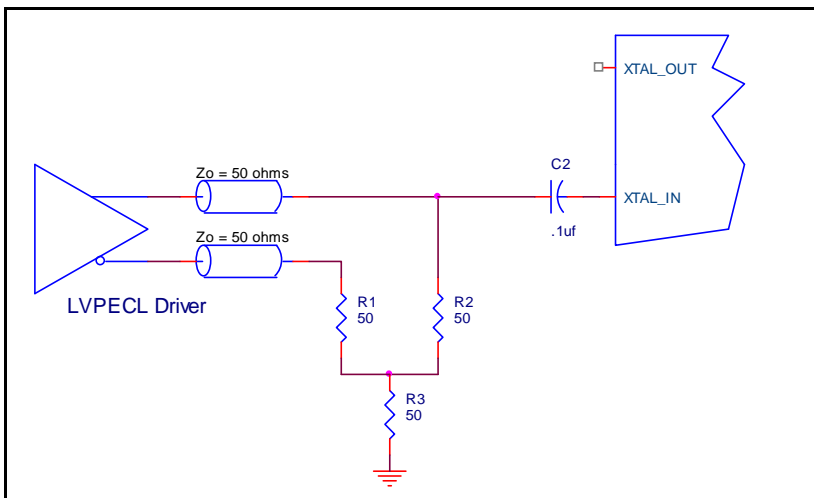 XTAL_OUT
Zo = 50 ohms
C2
XTAL_IN
.1uf
Zo = 50 ohms
LVPECL Driver
R1
50
R2
50
R3
50